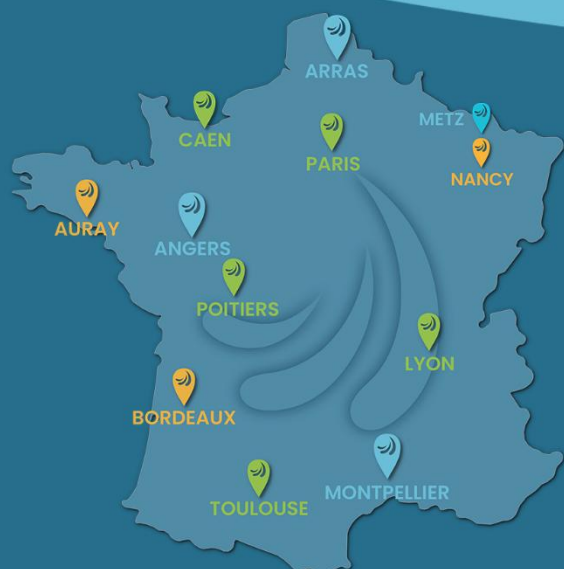 ARRAS
METZ
CAEN
PARIS
NANCY
AURAY
ANGERS
POITIERS
LYON
BORDEAUX
MONTPELLIER
TOULOUSE